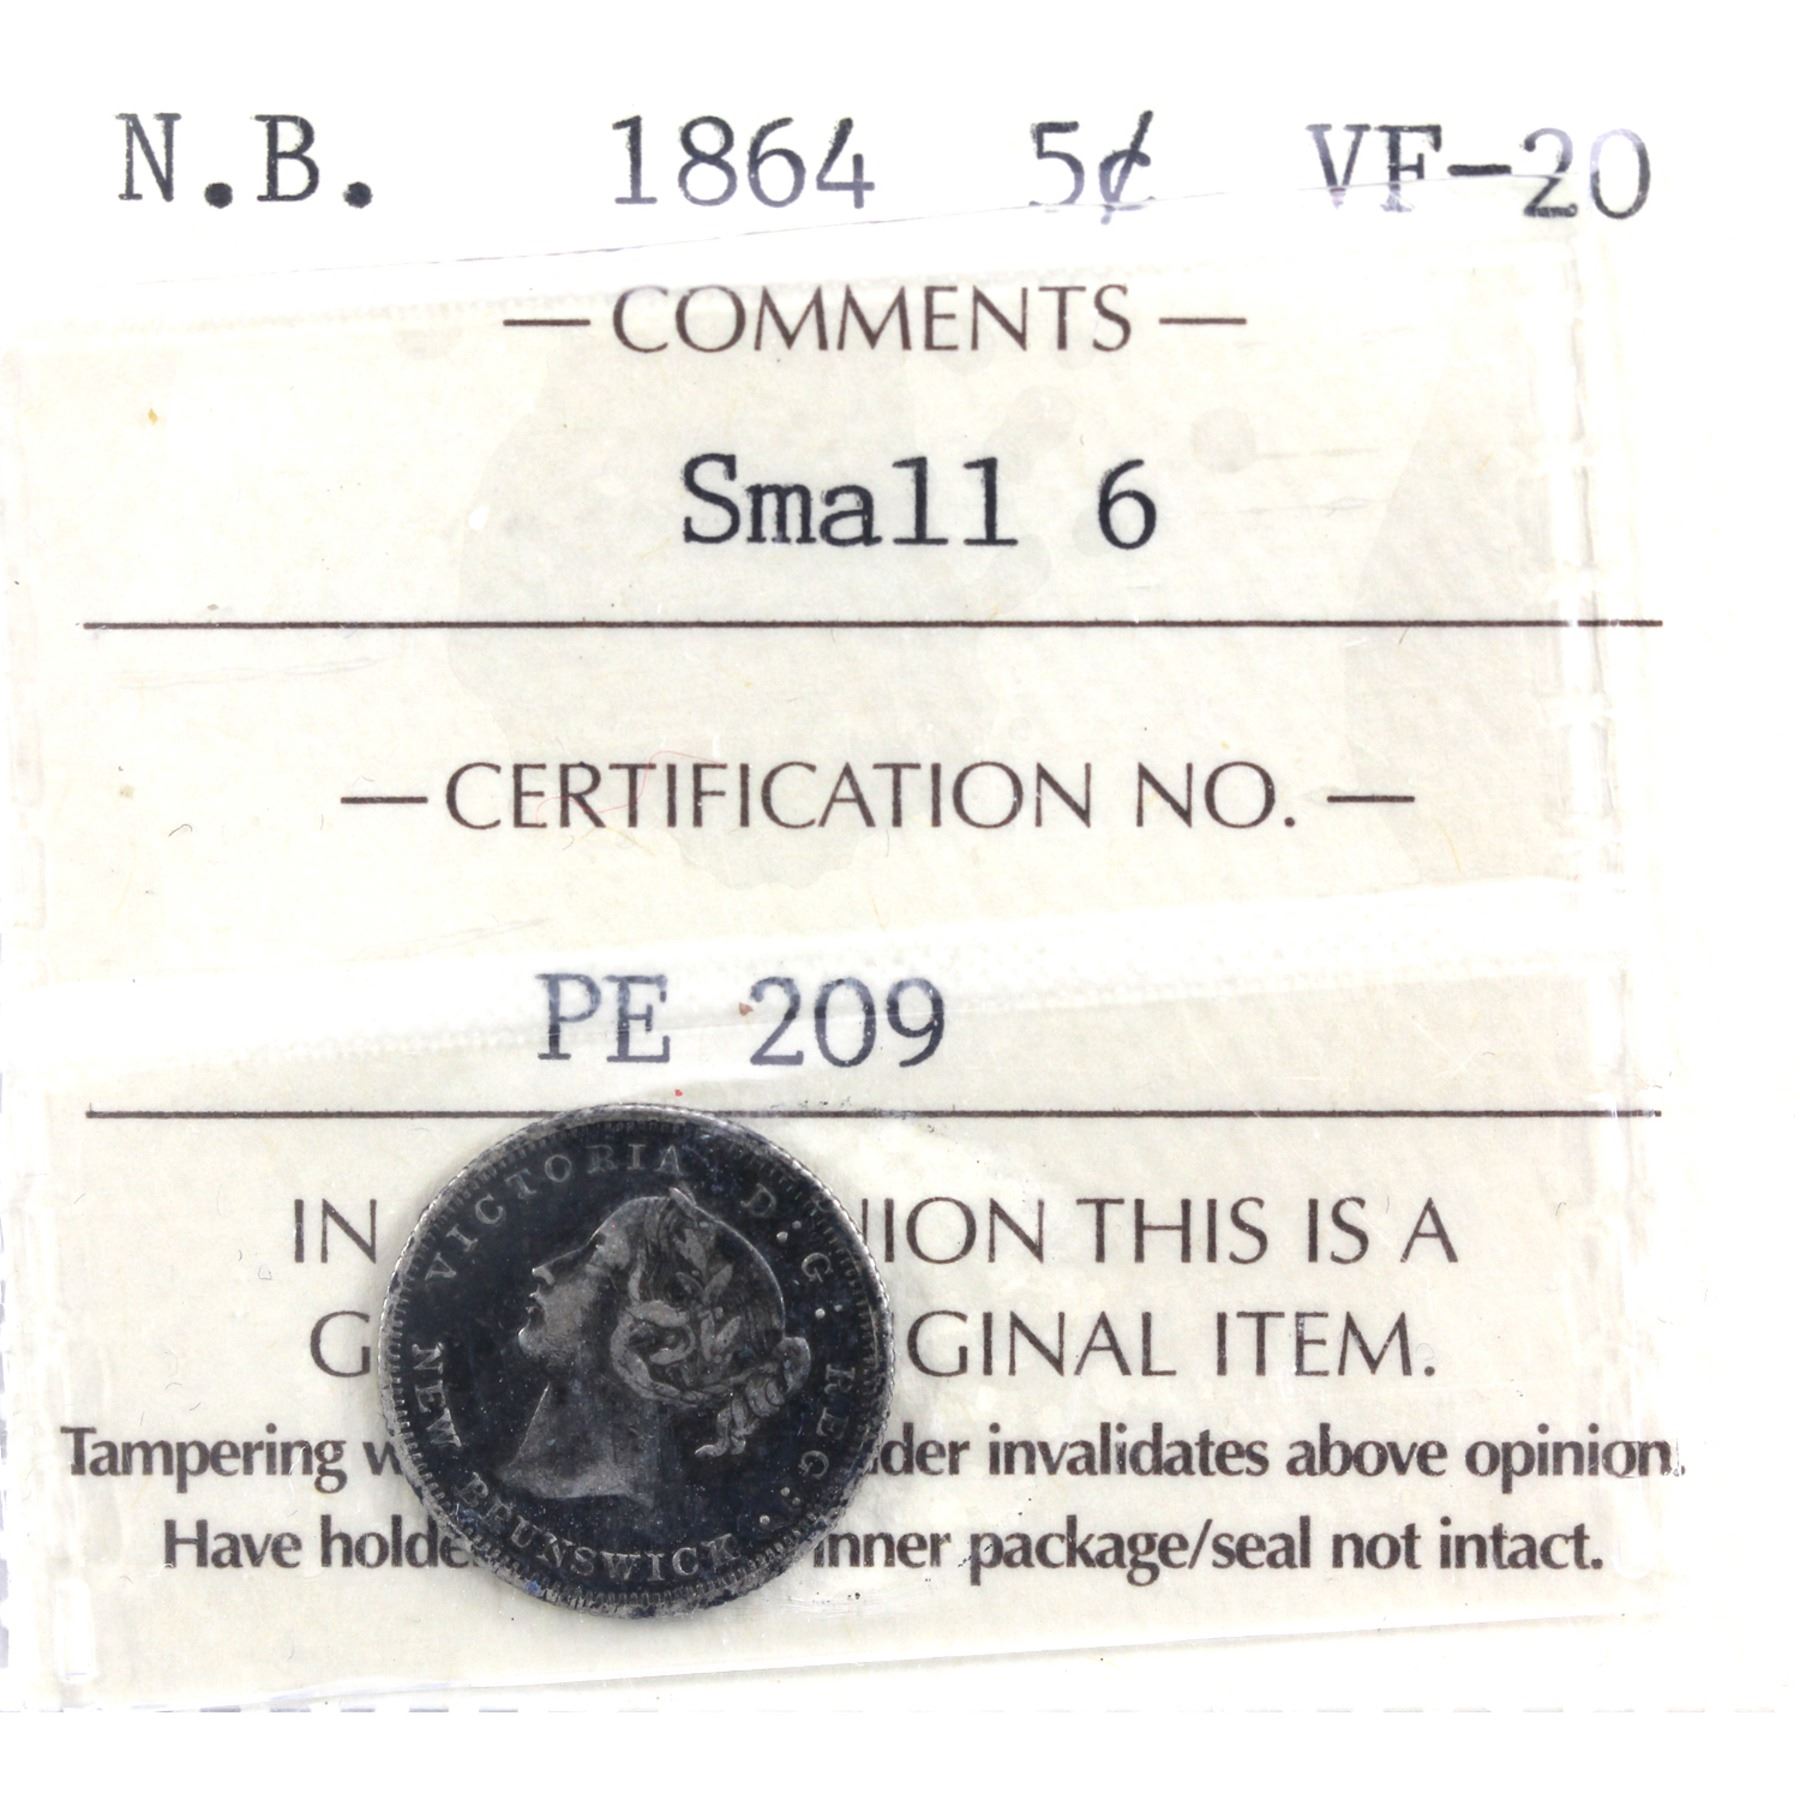 N.B. 1864 5¢ VF-20
— COMMENTS —
Small 6
— CERTIFICATION NO. —
PE 209
IN NION THIS IS A
G GINAL ITEM.
Tampering w der invalidates above opinion.
Have holde inner package/seal not intact.
VICTORIA D. G. REG.
NEW BRUNSWICK